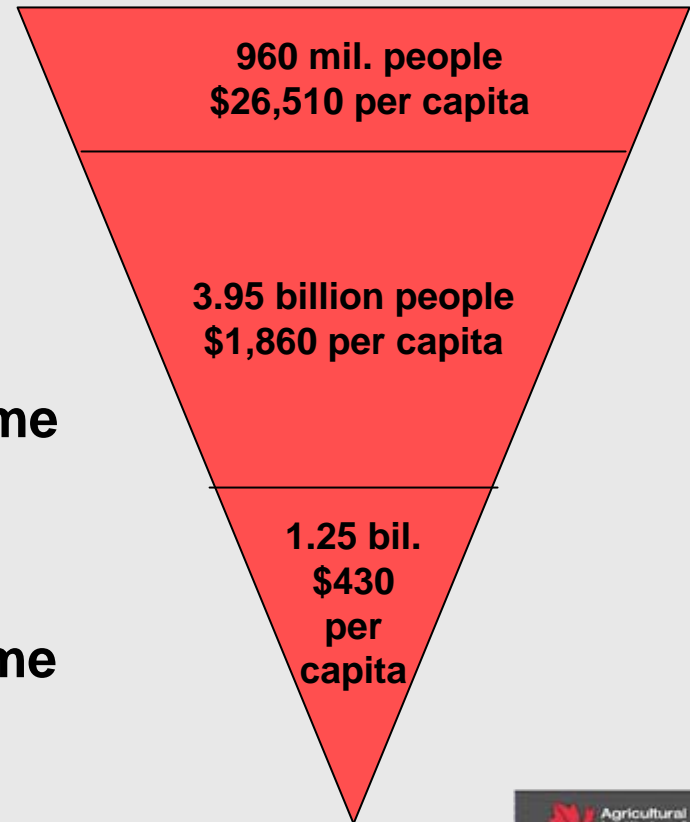 960 mil. people
$26,510 per capita
3.95 billion people
$1,860 per capita
me
1.25 bil.
$430
per
capita
me
Agricultural